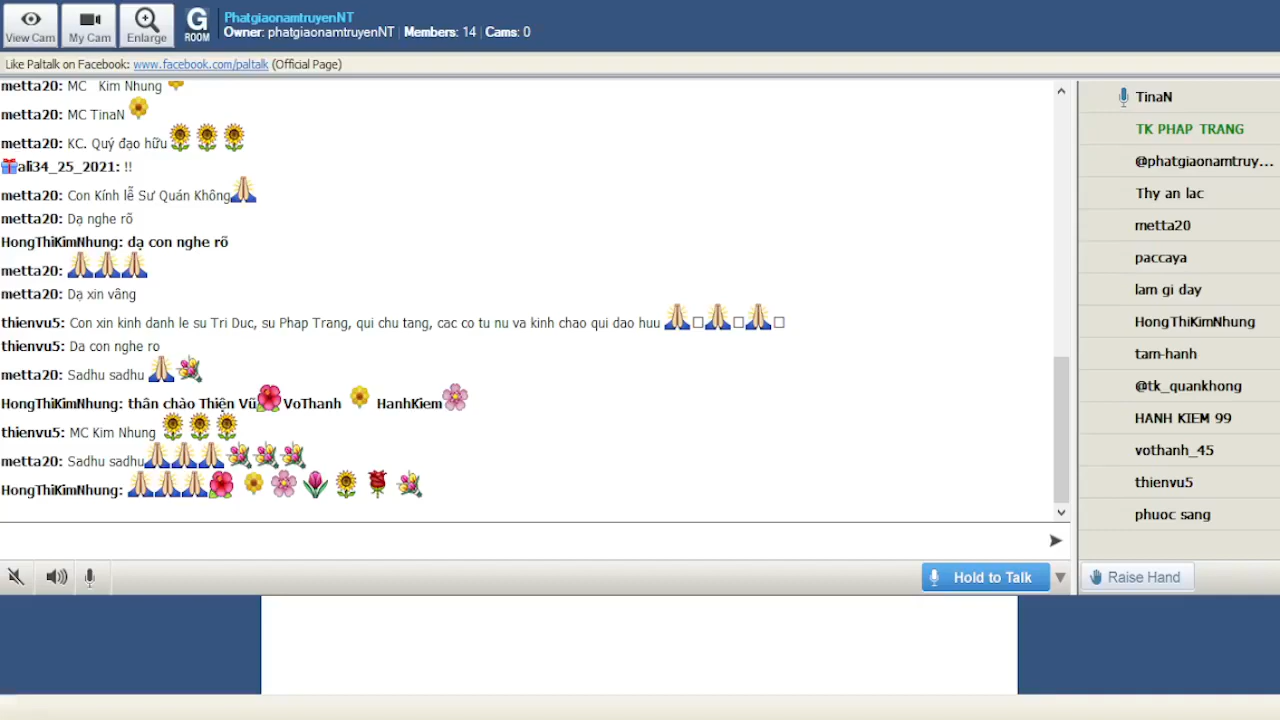 View Cam
My Cam
Enlarge
G ROOM
PhatgiaonamtruyenNT
Owner: phatgiaonamtruyenNT | Members: 14 | Cams: 0
Like Paltalk on Facebook: www.facebook.com/paltalk (Official Page)
metta20: MC Kim Nhung
metta20: MC TinaN
metta20: KC. Quý đạo hữu
ali34_25_2021: !!
metta20: Con Kính lễ Sư Quán Không
metta20: Dạ nghe rõ
HongThiKimNhung: dạ con nghe rõ
metta20:
metta20: Dạ xin vâng
thienvu5: Con xin kinh danh le su Tri Duc, su Phap Trang, qui chu tang, cac co tu nu va kinh chao qui dao huu
thienvu5: Da con nghe ro
metta20: Sadhu sadhu
HongThiKimNhung: thân chào Thiện Vũ VoThanh HanhKiem
thienvu5: MC Kim Nhung
metta20: Sadhu sadhu
HongThiKimNhung:
TinaN
TK PHAP TRANG
@phatgiaonamtruy...
Thy an lac
metta20
paccaya
lam gi day
HongThiKimNhung
tam-hanh
@tk_quankhong
HANH KIEM 99
vothanh_45
thienvu5
phuoc sang
Hold to Talk
Raise Hand